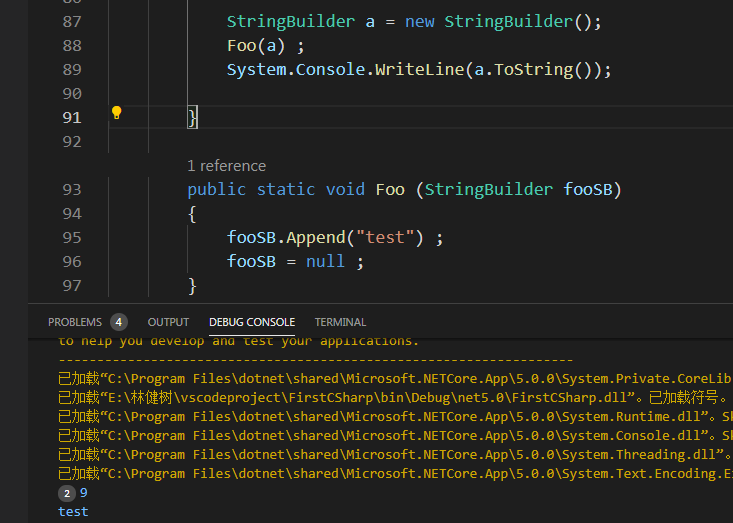 87 StringBuilder a = new StringBuilder();
88 Foo(a) ;
89 System.Console.WriteLine(a.ToString());
90
91 }
92
1 reference
93 public static void Foo (StringBuilder fooSB)
94 {
95 fooSB.Append("test") ;
96 fooSB = null ;
97 }
PROBLEMS 4 OUTPUT DEBUG CONSOLE TERMINAL
to help you develop and test your applications.
-------------------------------------------------------------------
已加载“C:\Program Files\dotnet\shared\Microsoft.NETCore.App\5.0.0\System.Private.CoreLib
已加载“E:\林健树\vscodeproject\FirstCSharp\bin\Debug\net5.0\FirstCSharp.dll”。已加载符号。
已加载“C:\Program Files\dotnet\shared\Microsoft.NETCore.App\5.0.0\System.Runtime.dll”。Sk
已加载“C:\Program Files\dotnet\shared\Microsoft.NETCore.App\5.0.0\System.Console.dll”。Sk
已加载“C:\Program Files\dotnet\shared\Microsoft.NETCore.App\5.0.0\System.Threading.dll”。
已加载“C:\Program Files\dotnet\shared\Microsoft.NETCore.App\5.0.0\System.Text.Encoding.E
2 9
test